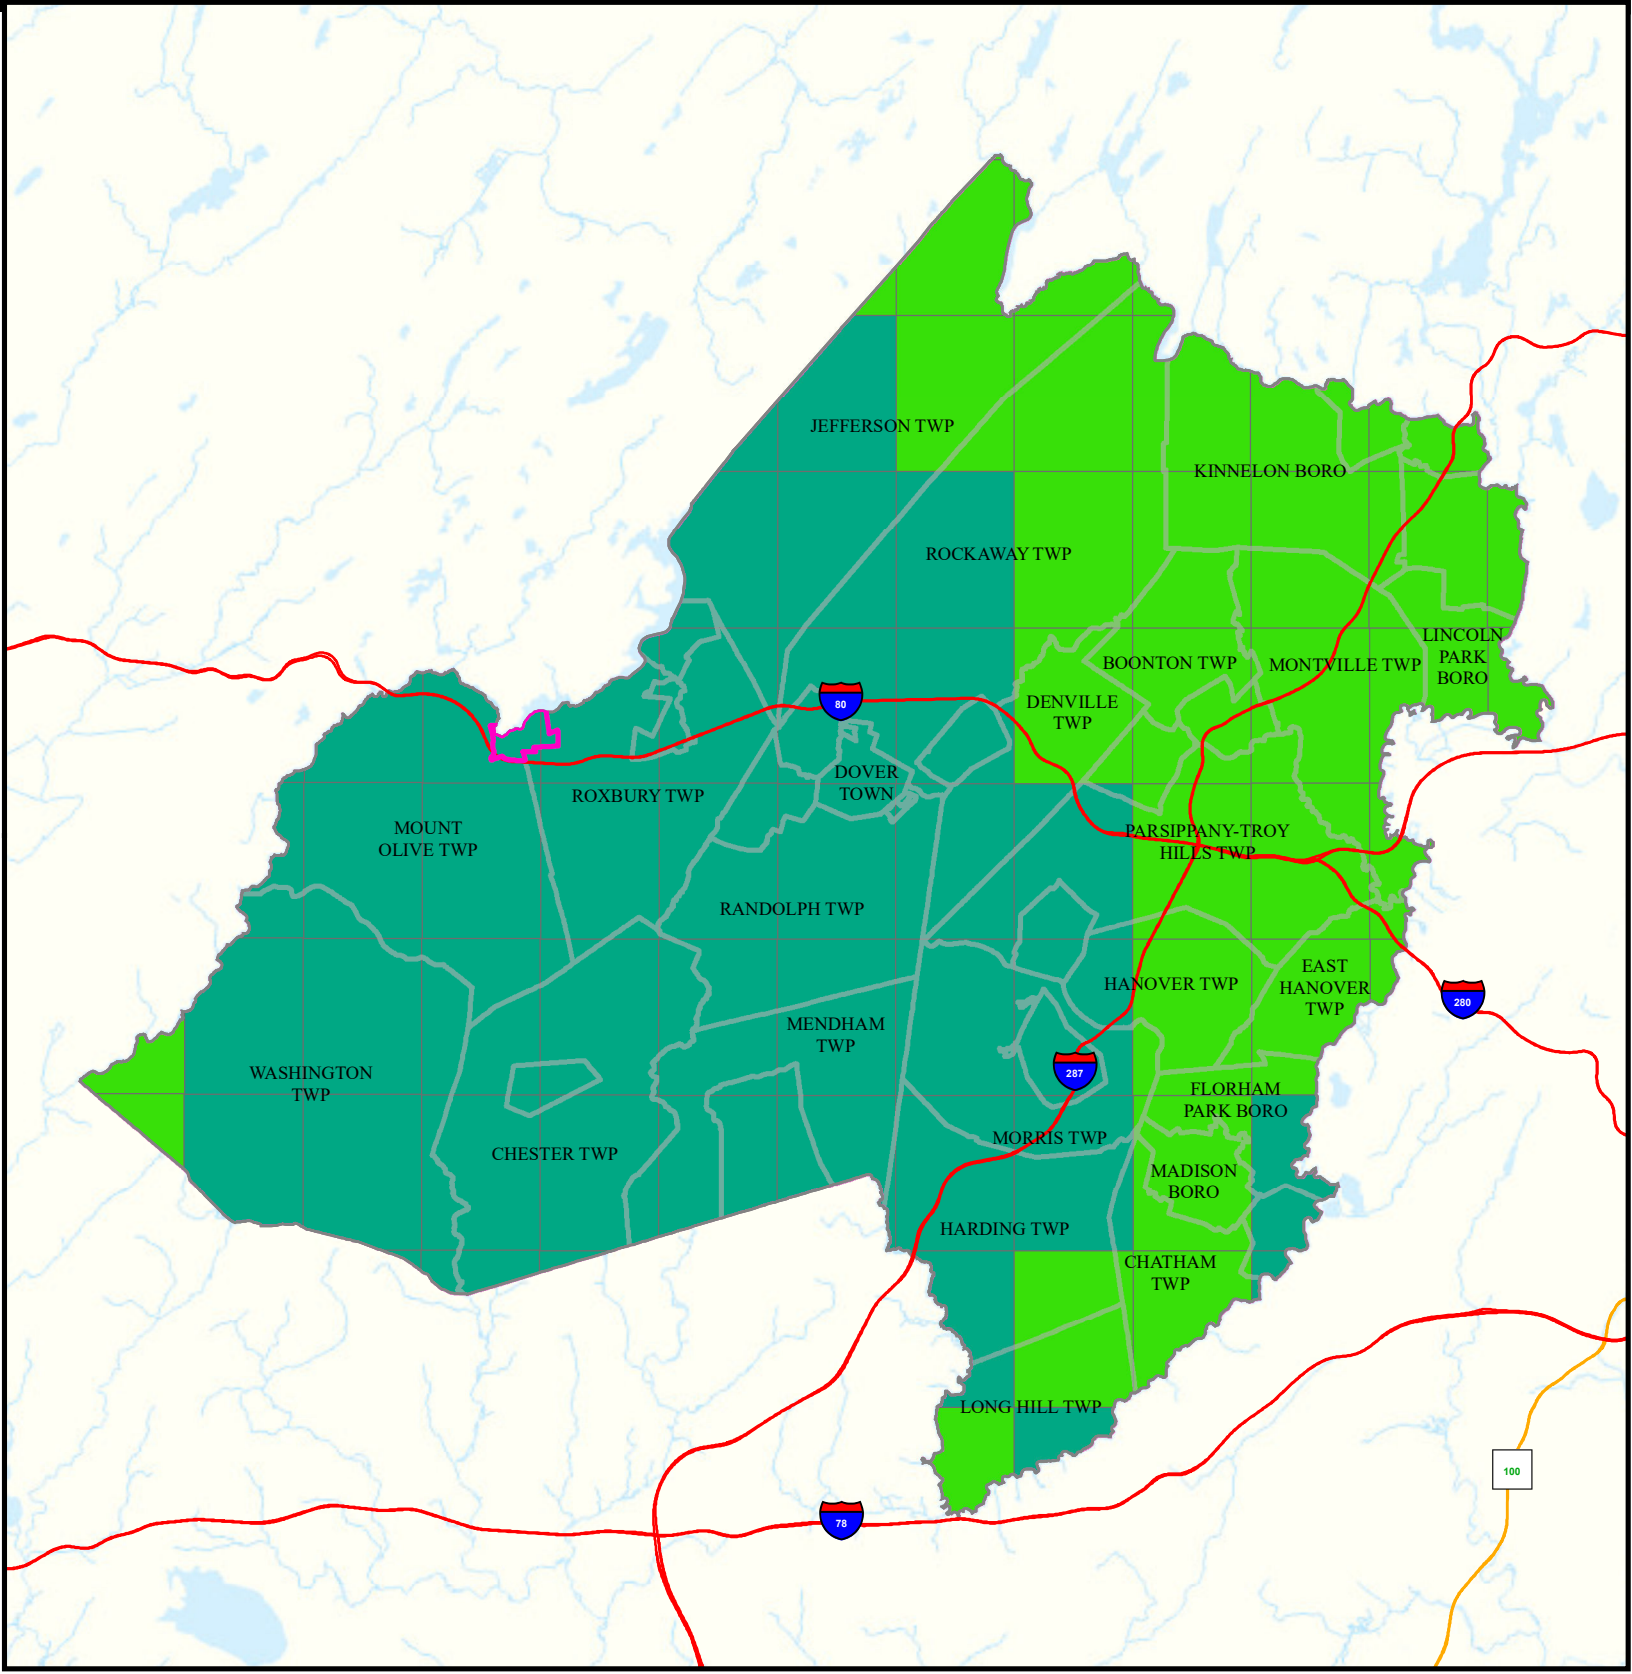 JEFFERSON TWP
KINNELON BORO
ROCKAWAY TWP
LINCOLN
PARK
BORO
BOONTON TWP
MONTVILLE TWP
DENVILLE
TWP
80
DOVER
TOWN
ROXBURY TWP
MOUNT
OLIVE TWP
PARSIPPANY-TROY
HILLS TWP
RANDOLPH TWP
EAST
HANOVER
TWP
HANOVER TWP
280
MENDHAM
TWP
WASHINGTON
TWP
287
FLORHAM
PARK BORO
MORRIS TWP
CHESTER TWP
MADISON
BORO
HARDING TWP
CHATHAM
TWP
LONG HILL TWP
100
78